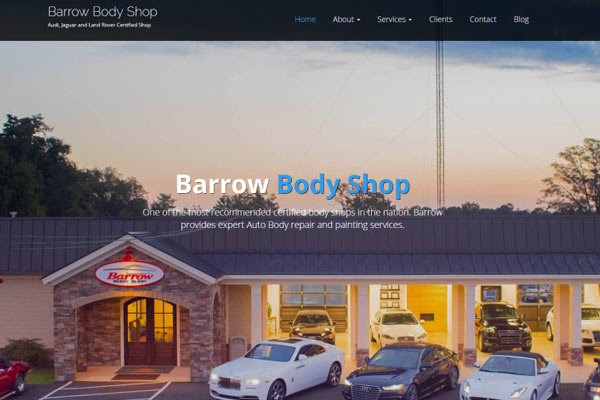 Barrow Body Shop
Audi, Jaguar and Land Rover Certified Shop
Home About Services Clients Contact Blog
Barrow Body Shop
One of the most recommended certified body shops in the nation. Barrow
provides expert Auto Body repair and painting services.
Barrow
BODY SHOP